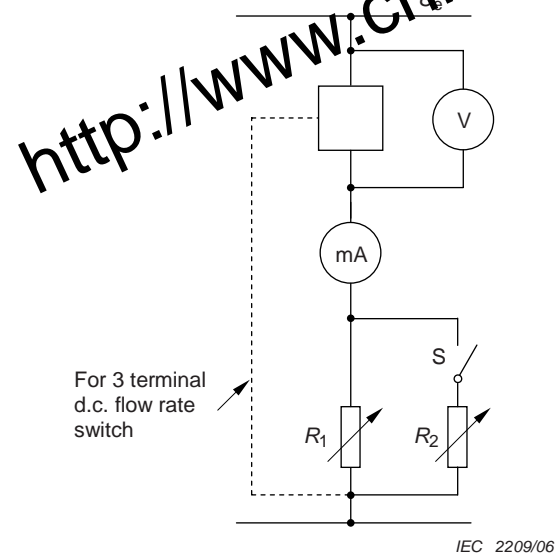 http://www.
V
mA
S
For 3 terminal
d.c. flow rate
switch
R1
R2
IEC 2209/06